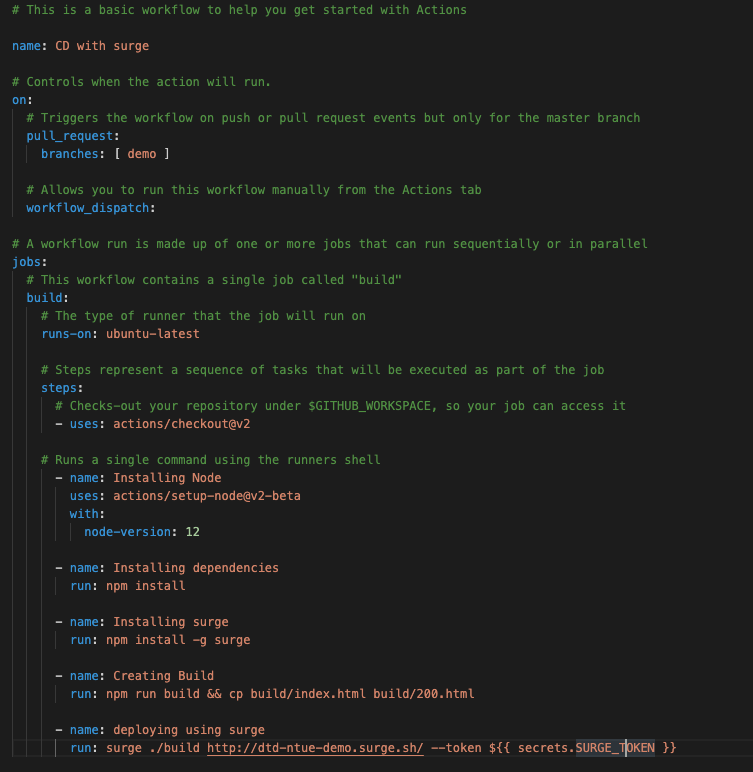 # This is a basic workflow to help you get started with Actions
name: CD with surge
# Controls when the action will run.
on:
# Triggers the workflow on push or pull request events but only for the master branch
pull_request:
branches: [ demo ]
# Allows you to run this workflow manually from the Actions tab
workflow_dispatch:
# A workflow run is made up of one or more jobs that can run sequentially or in parallel
jobs:
# This workflow contains a single job called "build"
build:
# The type of runner that the job will run on
runs-on: ubuntu-latest
# Steps represent a sequence of tasks that will be executed as part of the job
steps:
# Checks-out your repository under $GITHUB_WORKSPACE, so your job can access it
- uses: actions/checkout@v2
# Runs a single command using the runners shell
- name: Installing Node
uses: actions/setup-node@v2-beta
with:
node-version: 12
- name: Installing dependencies
run: npm install
- name: Installing surge
run: npm install -g surge
- name: Creating Build
run: npm run build && cp build/index.html build/200.html
- name: deploying using surge
run: surge ./build http://dtd-ntue-demo.surge.sh/ --token ${{ secrets.SURGE_TOKEN }}